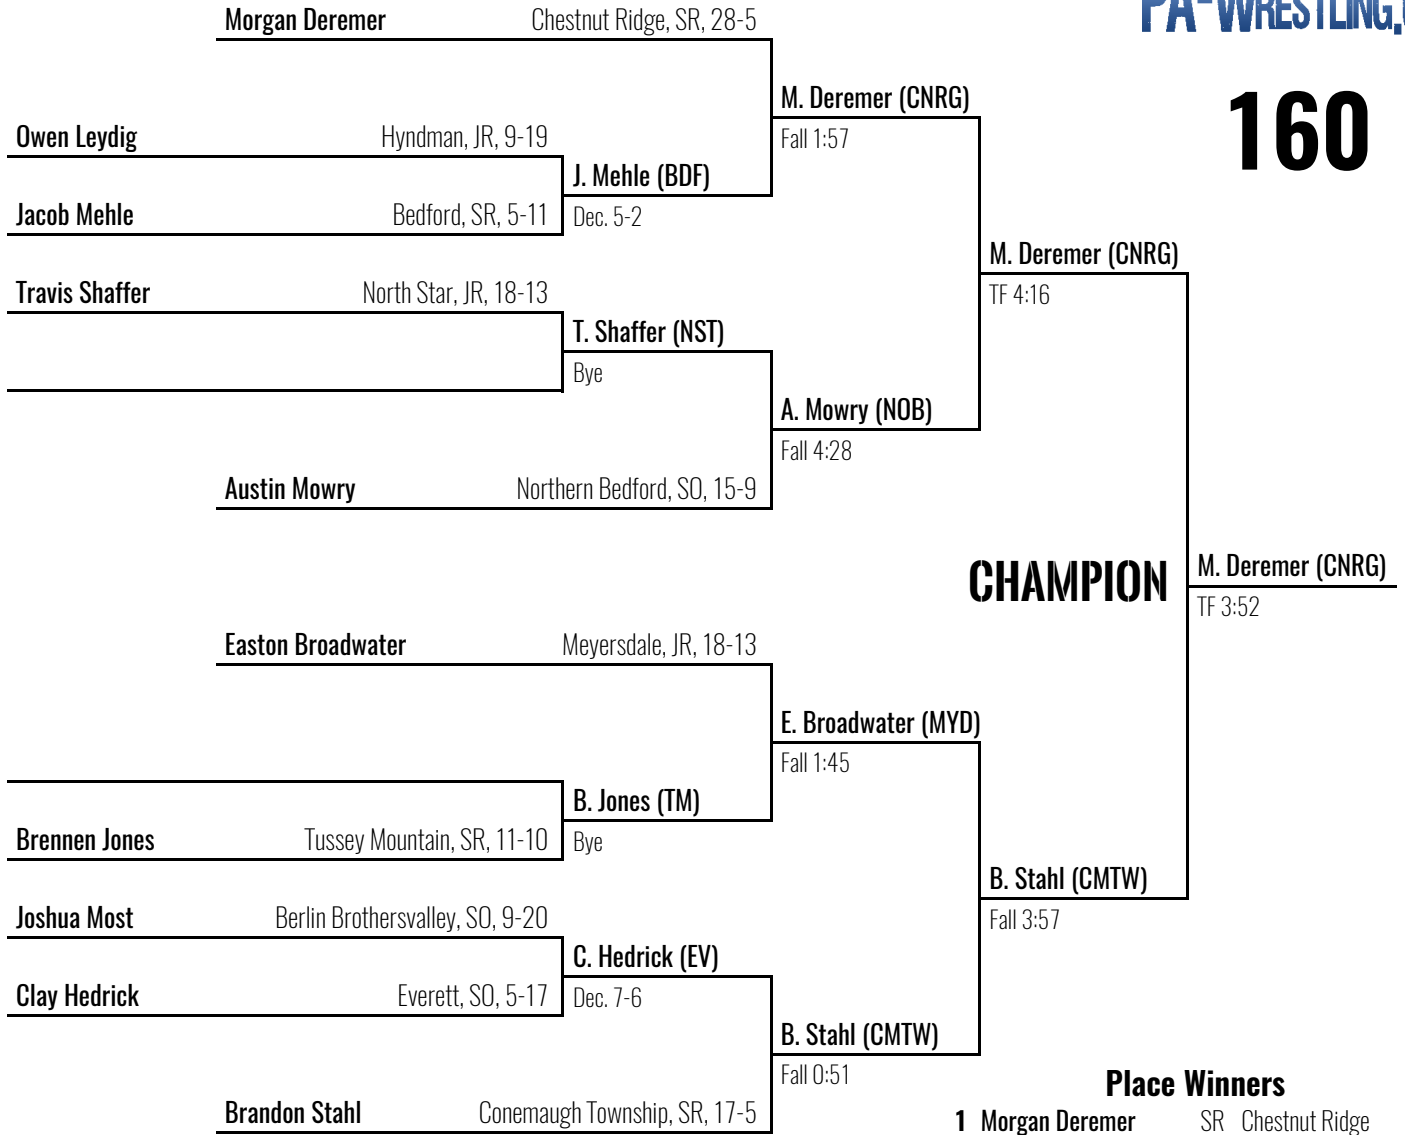 Morgan Deremer Chestnut Ridge, SR, 28-5
PA-WRESTLING.
160
M. Deremer (CNRG)
Fall 1:57
Owen Leydig Hyndman, JR, 9-19
J. Mehle (BDF)
Dec. 5-2
Jacob Mehle Bedford, SR, 5-11
M. Deremer (CNRG)
TF 4:16
Travis Shaffer North Star, JR, 18-13
T. Shaffer (NST)
Bye
A. Mowry (NOB)
Fall 4:28
Austin Mowry Northern Bedford, SO, 15-9
CHAMPION
M. Deremer (CNRG)
TF 3:52
Easton Broadwater Meyersdale, JR, 18-13
E. Broadwater (MYD)
Fall 1:45
B. Jones (TM)
Bye
Brennen Jones Tussey Mountain, SR, 11-10
B. Stahl (CMTW)
Fall 3:57
Joshua Most Berlin Brothersvalley, SO, 9-20
C. Hedrick (EV)
Dec. 7-6
Clay Hedrick Everett, SO, 5-17
B. Stahl (CMTW)
Fall 0:51
Brandon Stahl Conemaugh Township, SR, 17-5
Place Winners
1 Morgan Deremer SR Chestnut Ridge